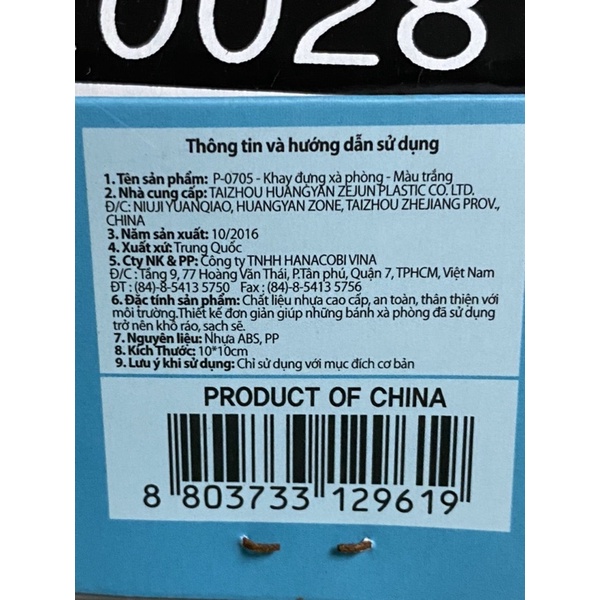 0028
Thông tin và hướng dẫn sử dụng
1. Tên sản phẩm: P-0705 - Khay đựng xà phòng - Màu trắng
2. Nhà cung cấp: TAIZHOU HUANGYAN ZEJUN PLASTIC CO. LTD.
Đ/C: NIUJI YUANQIAO, HUANGYAN ZONE, TAIZHOU ZHEJIANG PROV.,
CHINA
3. Năm sản xuất: 10/2016
4. Xuất xứ: Trung Quốc
5. Cty NK & PP: Công ty TNHH HANACOBI VINA
Đ/C : Tầng 9, 77 Hoàng Văn Thái, P.Tân phú, Quận 7, TPHCM, Việt Nam
ĐT : (84)-8-5413 5750 Fax : (84)-8-5413 5756
6. Đặc tính sản phẩm: Chất liệu nhựa cao cấp, an toàn, thân thiện với
môi trường.Thiết kế đơn giản giúp những bánh xà phòng đã sử dụng
trở nên khô ráo, sạch sẽ.
7. Nguyên liệu: Nhựa ABS, PP
8. Kích Thước: 10*10cm
9. Lưu ý khi sử dụng: Chỉ sử dụng với mục đích cơ bản
PRODUCT OF CHINA
8 803733 129619